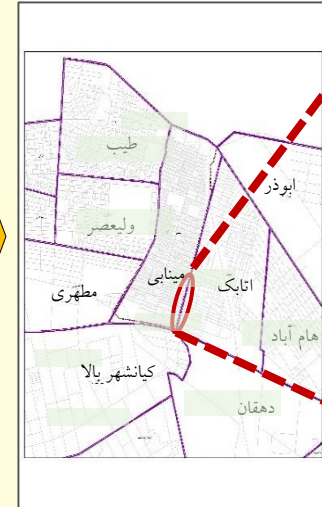 طیب
ابوذر
ولیعصر
مینابی
اتابک
مطهری
هام آباد
کیانشهر بالا
دهقان